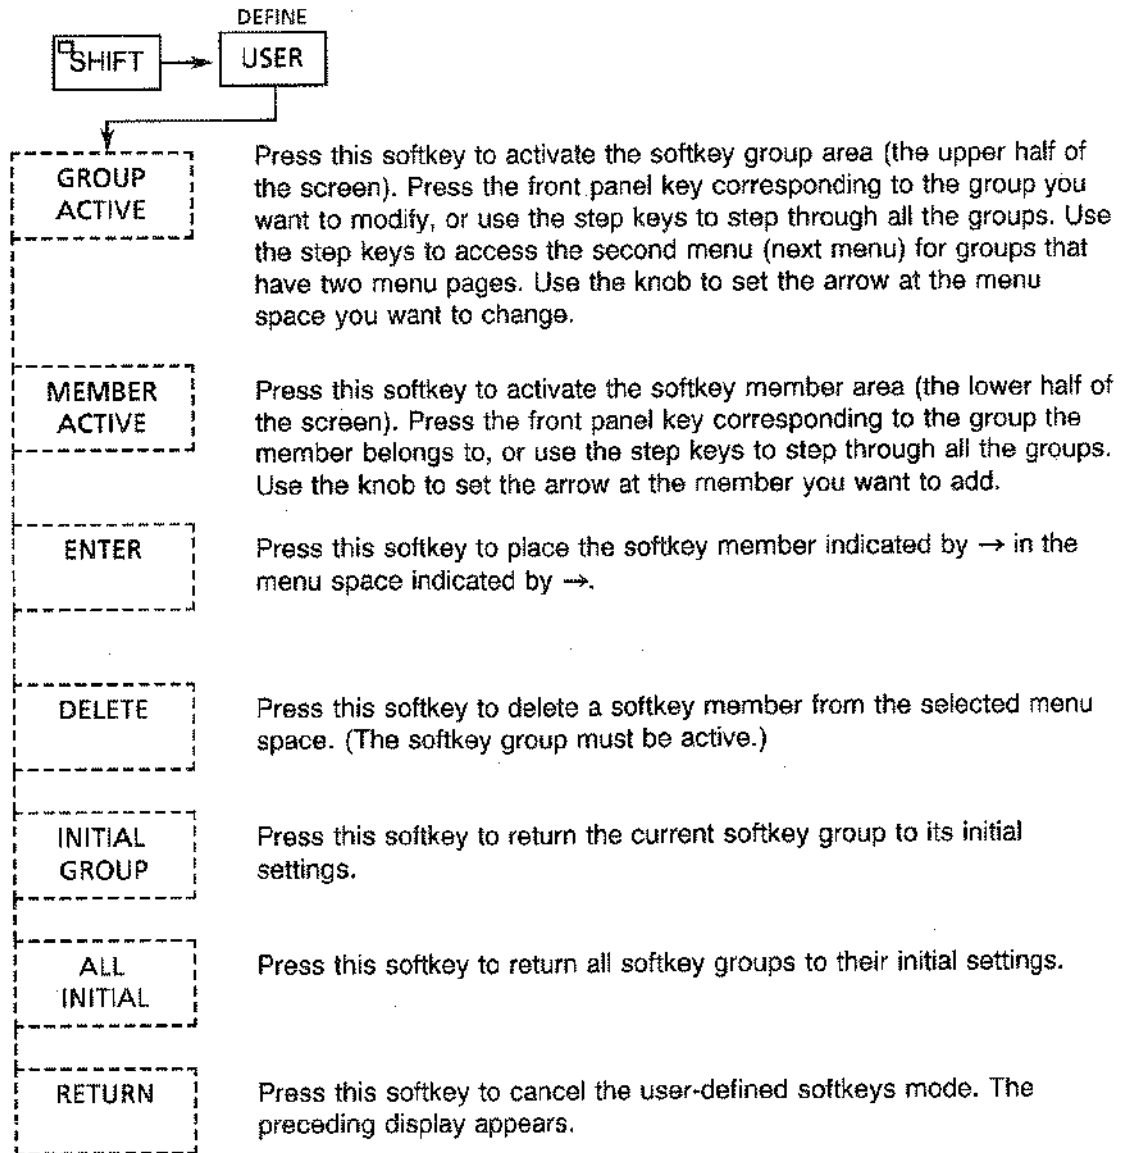 DEFINE
SHIFT
USER
GROUP
ACTIVE
Press this softkey to activate the softkey group area (the upper half of
the screen). Press the front panel key corresponding to the group you
want to modify, or use the step keys to step through all the groups. Use
the step keys to access the second menu (next menu) for groups that
have two menu pages. Use the knob to set the arrow at the menu
space you want to change.
MEMBER
ACTIVE
Press this softkey to activate the softkey member area (the lower half of
the screen). Press the front panel key corresponding to the group the
member belongs to, or use the step keys to step through all the groups.
Use the knob to set the arrow at the member you want to add.
ENTER
Press this softkey to place the softkey member indicated by → in the
menu space indicated by →.
DELETE
Press this softkey to delete a softkey member from the selected menu
space. (The softkey group must be active.)
INITIAL
GROUP
Press this softkey to return the current softkey group to its initial
settings.
ALL
INITIAL
Press this softkey to return all softkey groups to their initial settings.
RETURN
Press this softkey to cancel the user-defined softkeys mode. The
preceding display appears.